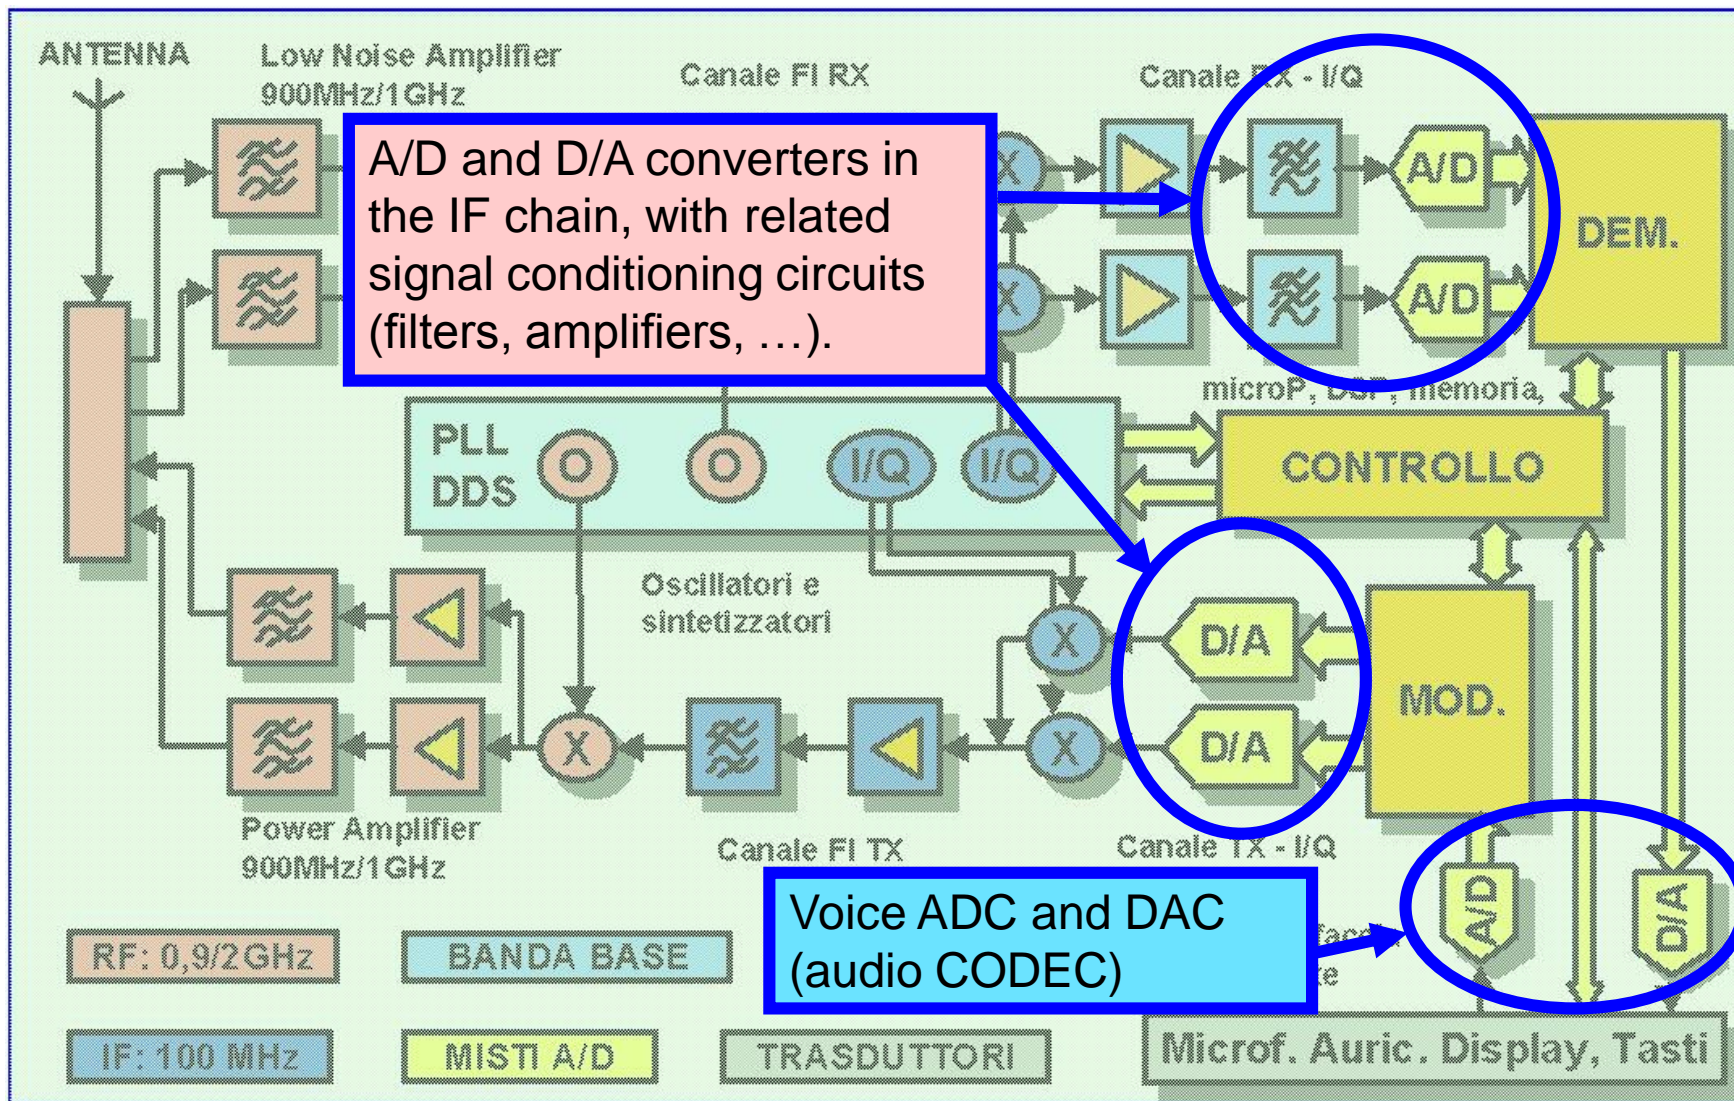 ANTENNA
Low Noise Amplifier
900MHz/1GHz
Canale FI RX
Canale RX - I/Q
A/D and D/A converters in
the IF chain, with related
signal conditioning circuits
(filters, amplifiers, …).
X
X
A/D
A/D
DEM.
microP, DSP, memoria,
PLL
DDS
O
O
I/Q
I/Q
CONTROLLO
Oscillatori e
sintetizzatori
X
D/A
MOD.
X
X
D/A
Power Amplifier
900MHz/1GHz
Canale FI TX
Canale TX - I/Q
Voice ADC and DAC
(audio CODEC)
A/D
D/A
RF: 0,9/2GHz
BANDA BASE
IF: 100 MHz
MISTI A/D
TRASDUTTORI
Microf. Auric. Display, Tasti